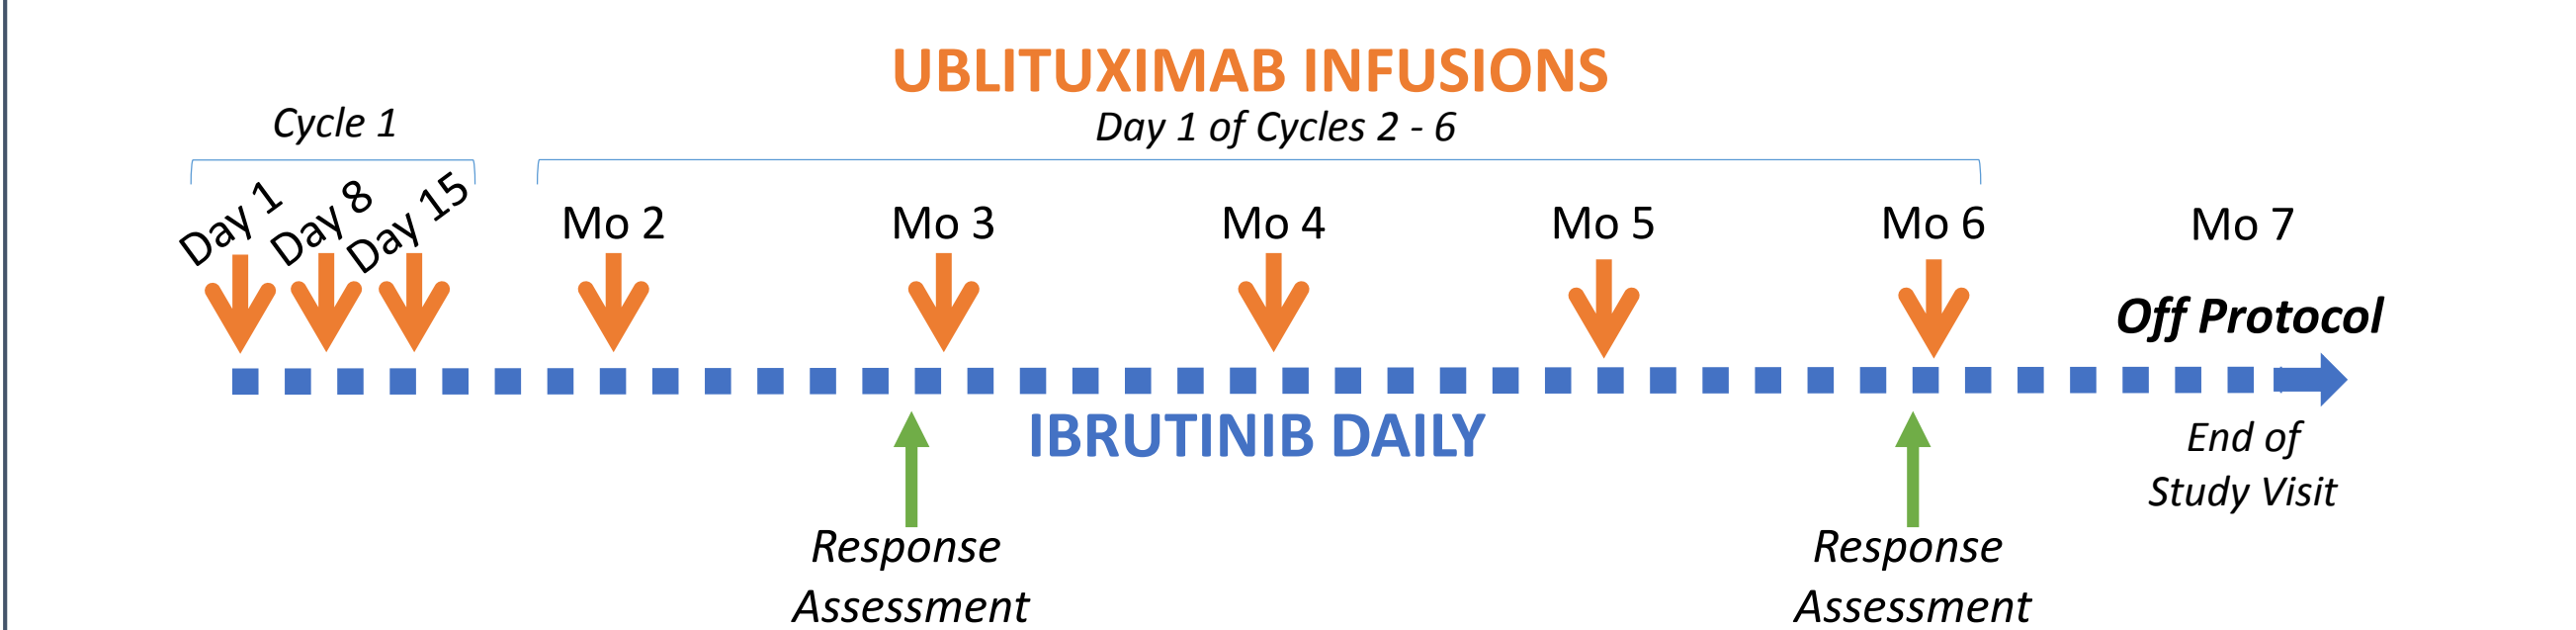 UBLITUXIMAB INFUSIONS
Cycle 1
Day 1 of Cycles 2 - 6
Day 1
Day 8
Day 15
Mo 2
Mo 3
Mo 4
Mo 5
Mo 6
Mo 7
Off Protocol
IBRUTINIB DAILY
End of
Study Visit
Response
Assessment
Response
Assessment